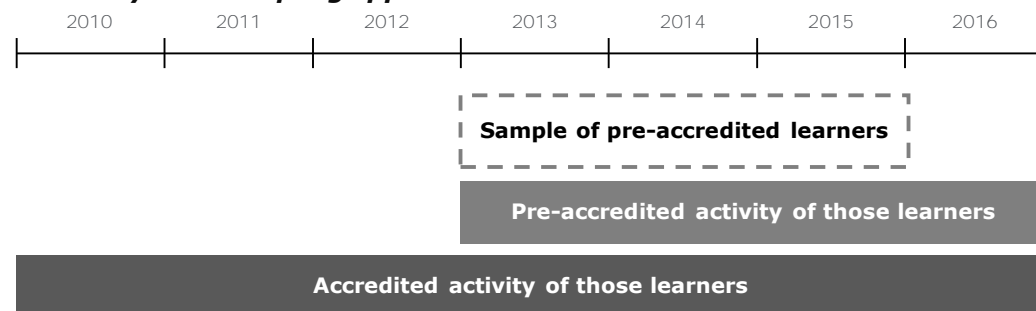 2010 2011 2012 2013 2014 2015 2016
Sample of pre-accredited learners
Pre-accredited activity of those learners
Accredited activity of those learners